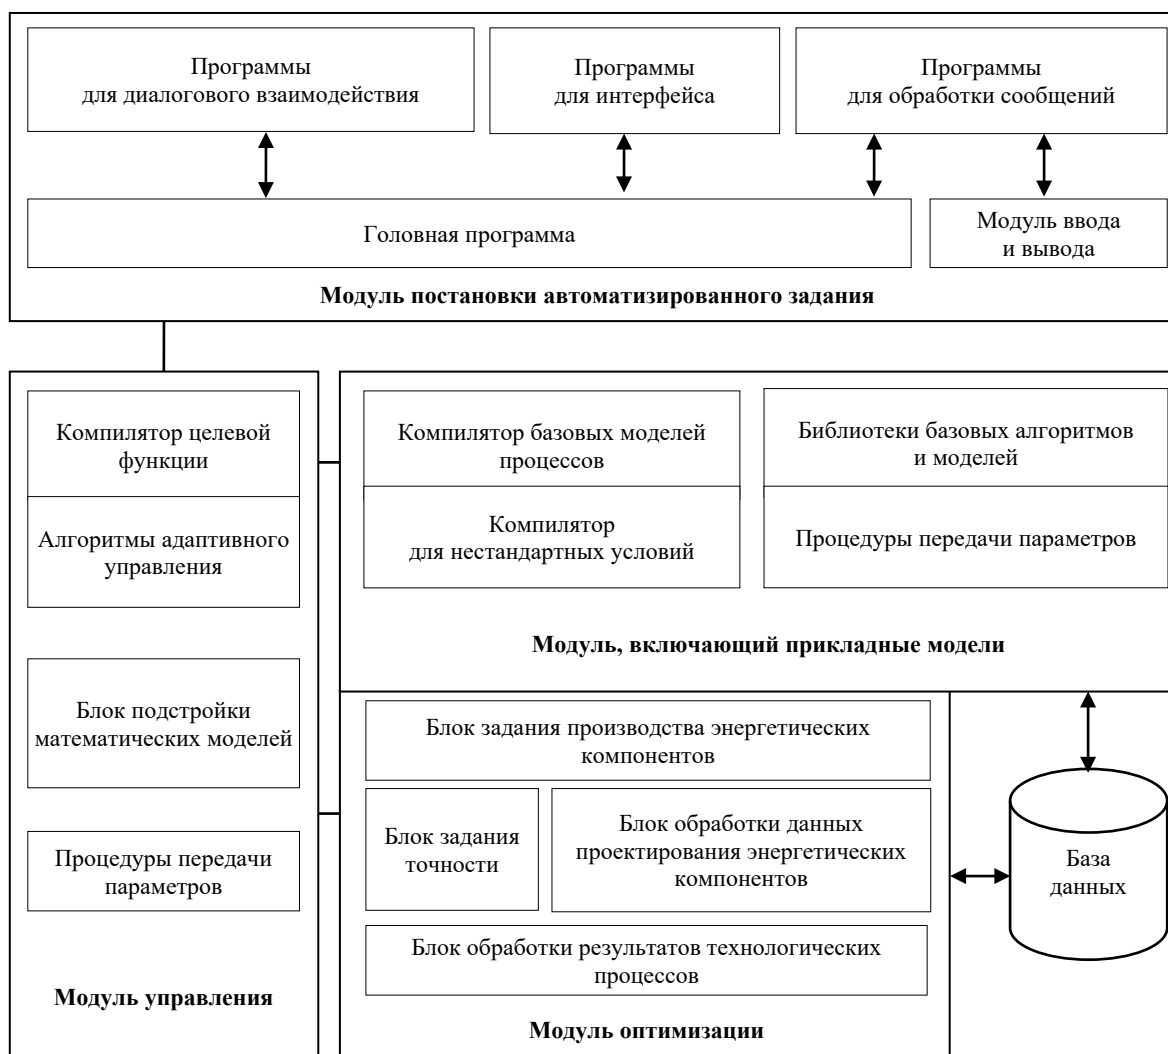 Программы
для диалогового взаимодействия
Программы
для интерфейса
Программы
для обработки сообщений
Головная программа
Модуль ввода
и вывода
Модуль постановки автоматизированного задания
Компилятор целевой
функции
Алгоритмы адаптивного
управления
Блок подстройки
математических моделей
Процедуры передачи
параметров
Модуль управления
Компилятор базовых моделей
процессов
Библиотеки базовых алгоритмов
и моделей
Компилятор
для нестандартных условий
Процедуры передачи параметров
Модуль, включающий прикладные модели
Блок задания производства энергетических
компонентов
Блок задания
точности
Блок обработки данных
проектирования энергетических
компонентов
Блок обработки результатов технологических
процессов
Модуль оптимизации
База
данных